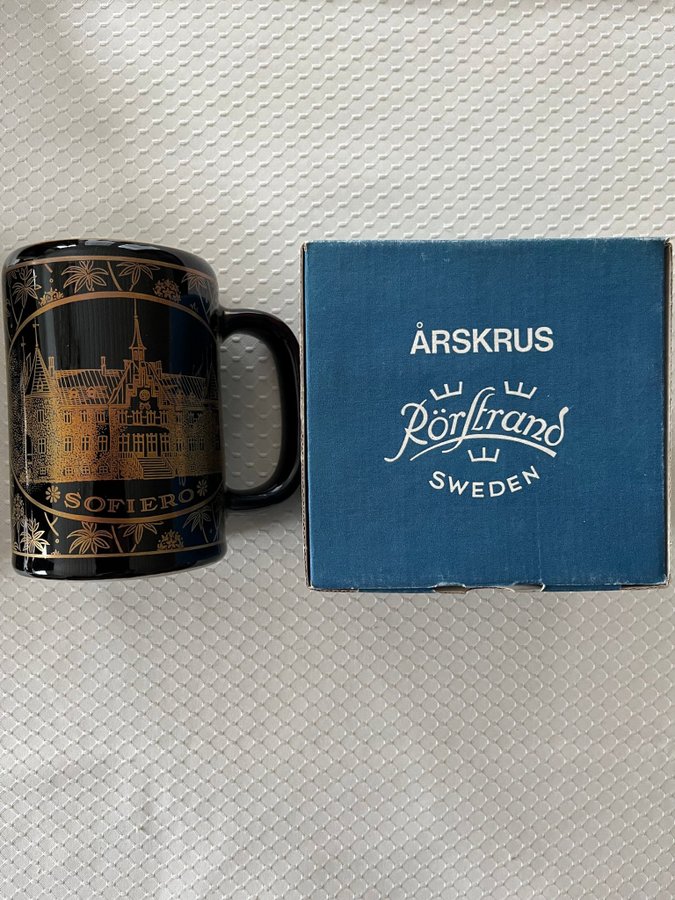 SOFIERO
ÅRSKRUS
Rörstrand
SWEDEN